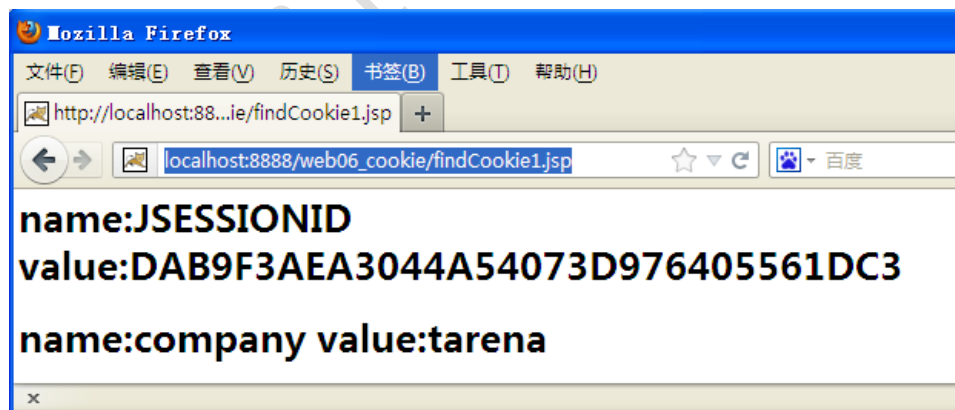 Mozilla Firefox
文件(F) 编辑(E) 查看(V) 历史(S) 书签(B) 工具(T) 帮助(H)
http://localhost:88...ie/findCookie1.jsp +
localhost:8888/web06_cookie/findCookie1.jsp 百度
name:JSESSIONID
value:DAB9F3AEA3044A54073D976405561DC3
name:company value:tarena
×